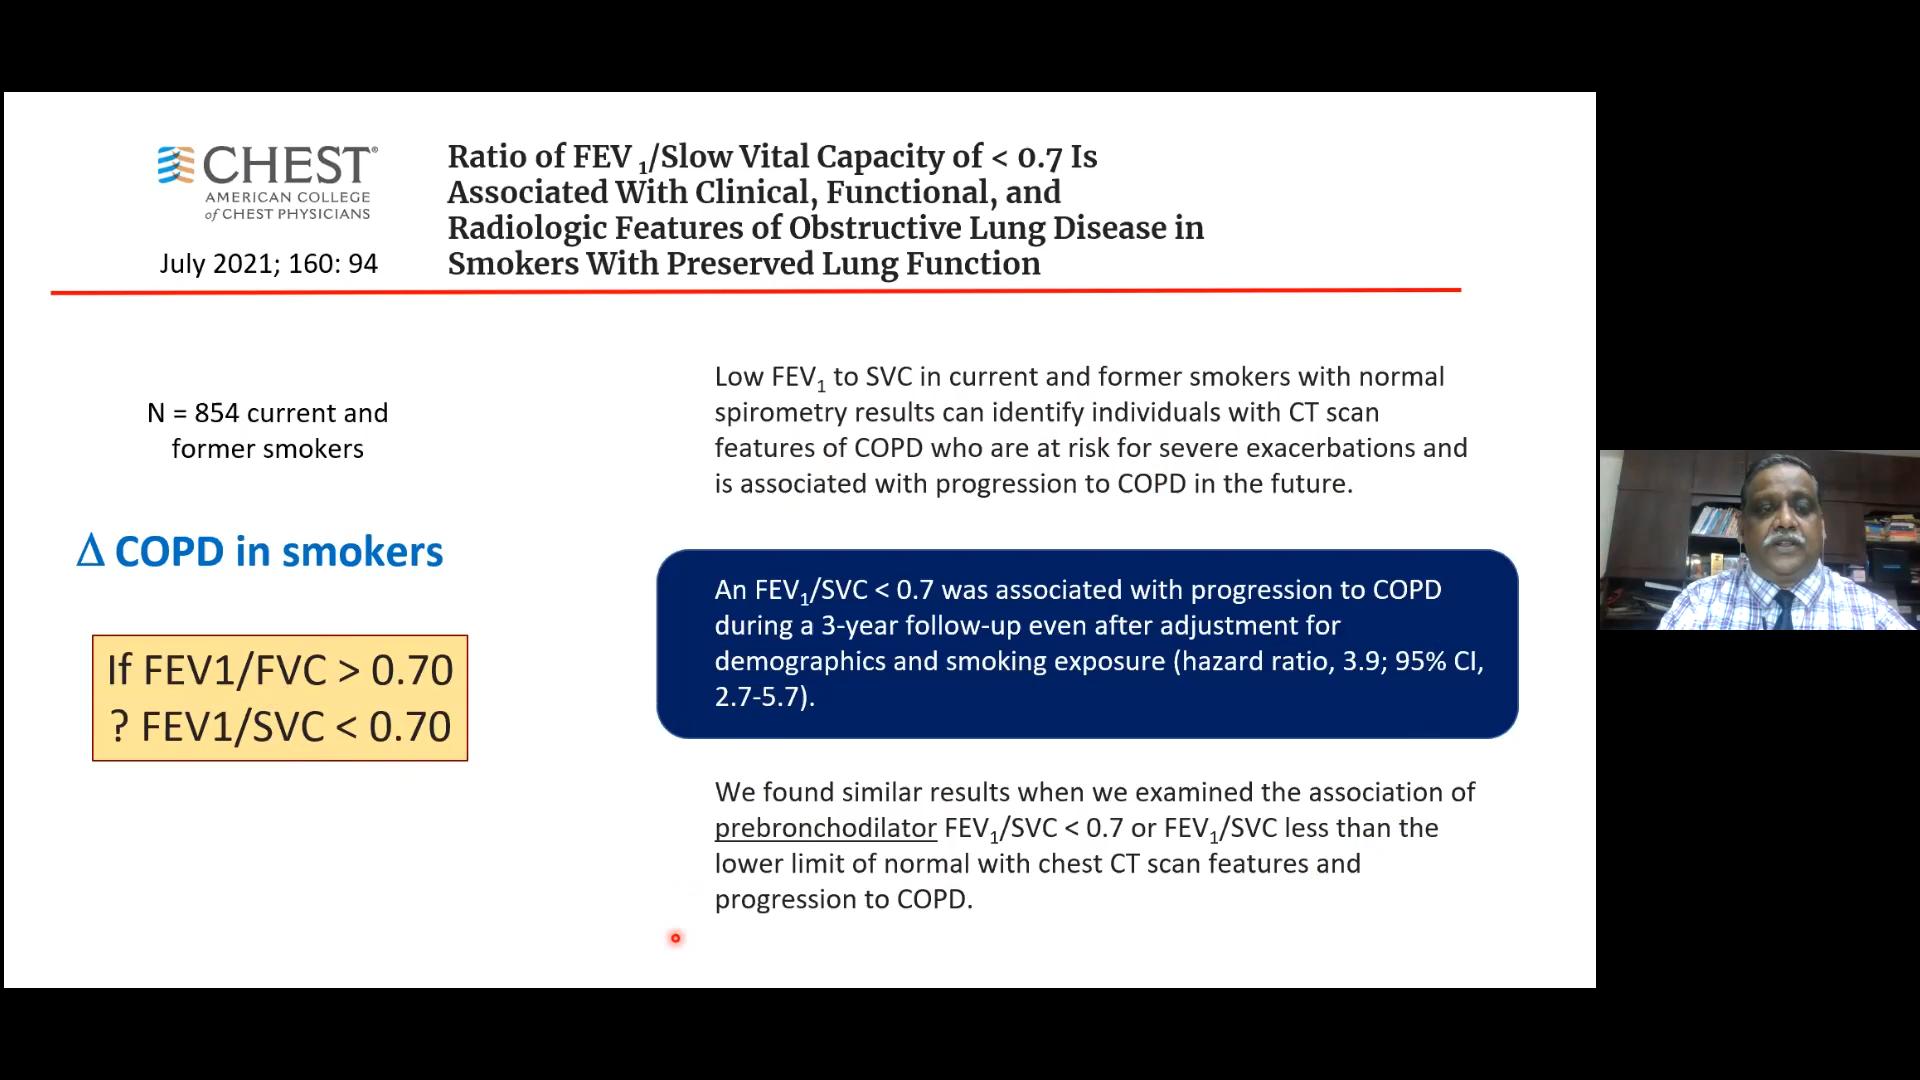 CHEST®
AMERICAN COLLEGE
of CHEST PHYSICIANS
July 2021; 160: 94
Ratio of FEV 1/Slow Vital Capacity of < 0.7 Is
Associated With Clinical, Functional, and
Radiologic Features of Obstructive Lung Disease in
Smokers With Preserved Lung Function
N = 854 current and
former smokers
Δ COPD in smokers
If FEV1/FVC > 0.70
? FEV1/SVC < 0.70
Low FEV1 to SVC in current and former smokers with normal
spirometry results can identify individuals with CT scan
features of COPD who are at risk for severe exacerbations and
is associated with progression to COPD in the future.
An FEV1/SVC < 0.7 was associated with progression to COPD
during a 3-year follow-up even after adjustment for
demographics and smoking exposure (hazard ratio, 3.9; 95% CI,
2.7-5.7).
We found similar results when we examined the association of
prebronchodilator FEV1/SVC < 0.7 or FEV1/SVC less than the
lower limit of normal with chest CT scan features and
progression to COPD.